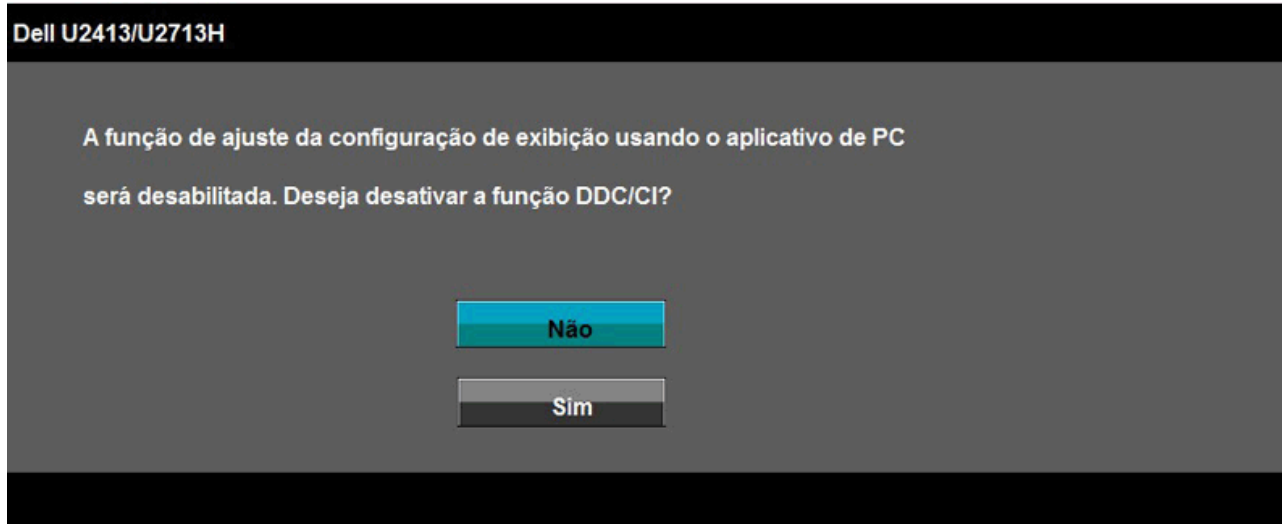 Dell U2413/U2713H
A função de ajuste da configuração de exibição usando o aplicativo de PC
será desabilitada. Deseja desativar a função DDC/CI?
Não
Sim